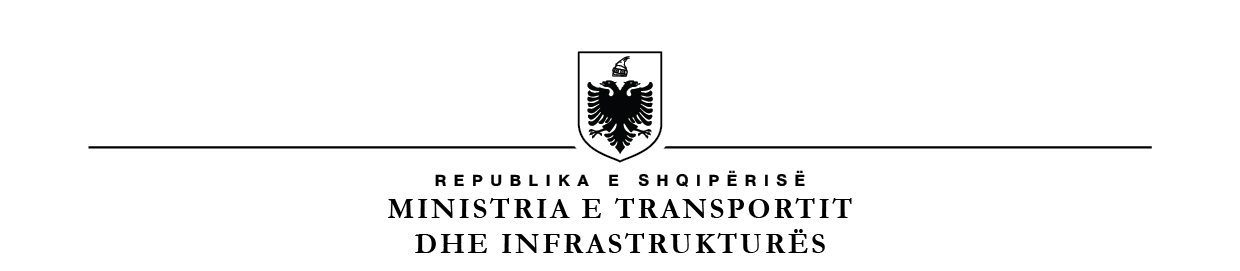 REPUBLIKA E SHQIPËRISË
MINISTRIA E TRANSPORTIT
DHE INFRASTRUKTURËS